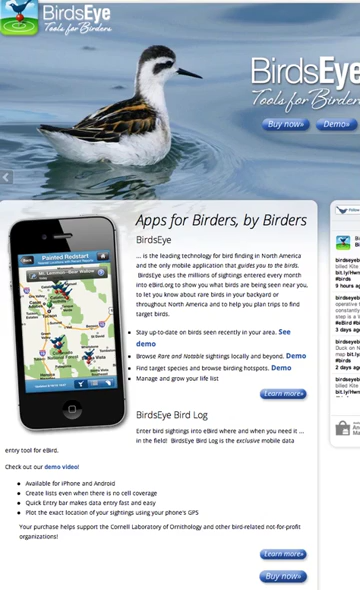 BirdsEye
Tools for Birders
BirdsEye
Tools for Birders
Buy now»
Demo»
Apps for Birders, by Birders
BirdsEye
... is the leading technology for bird finding in North America
and the only mobile application that guides you to the birds.
BirdsEye uses the millions of sightings entered every month
into eBird.org to show you what birds are being seen near you,
to let you know about rare birds in your backyard or
throughout North America and to help you plan trips to find
target birds.
Stay up-to-date on birds seen recently in your area. See
demo
Browse Rare and Notable sightings locally and beyond. Demo
Find target species and browse birding hotspots. Demo
Manage and grow your life list
Learn more»
BirdsEye Bird Log
Enter bird sightings into eBird where and when you need it ...
in the field! BirdsEye Bird Log is the exclusive mobile data
entry tool for eBird.
Check out our demo video!
Available for iPhone and Android
Create lists even when there is no cell coverage
Quick Entry bar makes data entry fast and easy
Plot the exact location of your sightings using your phone's GPS
Your purchase helps support the Cornell Laboratory of Ornithology and other bird-related not-for-profit
organizations!
Learn more»
Buy now»
Painted Redstart